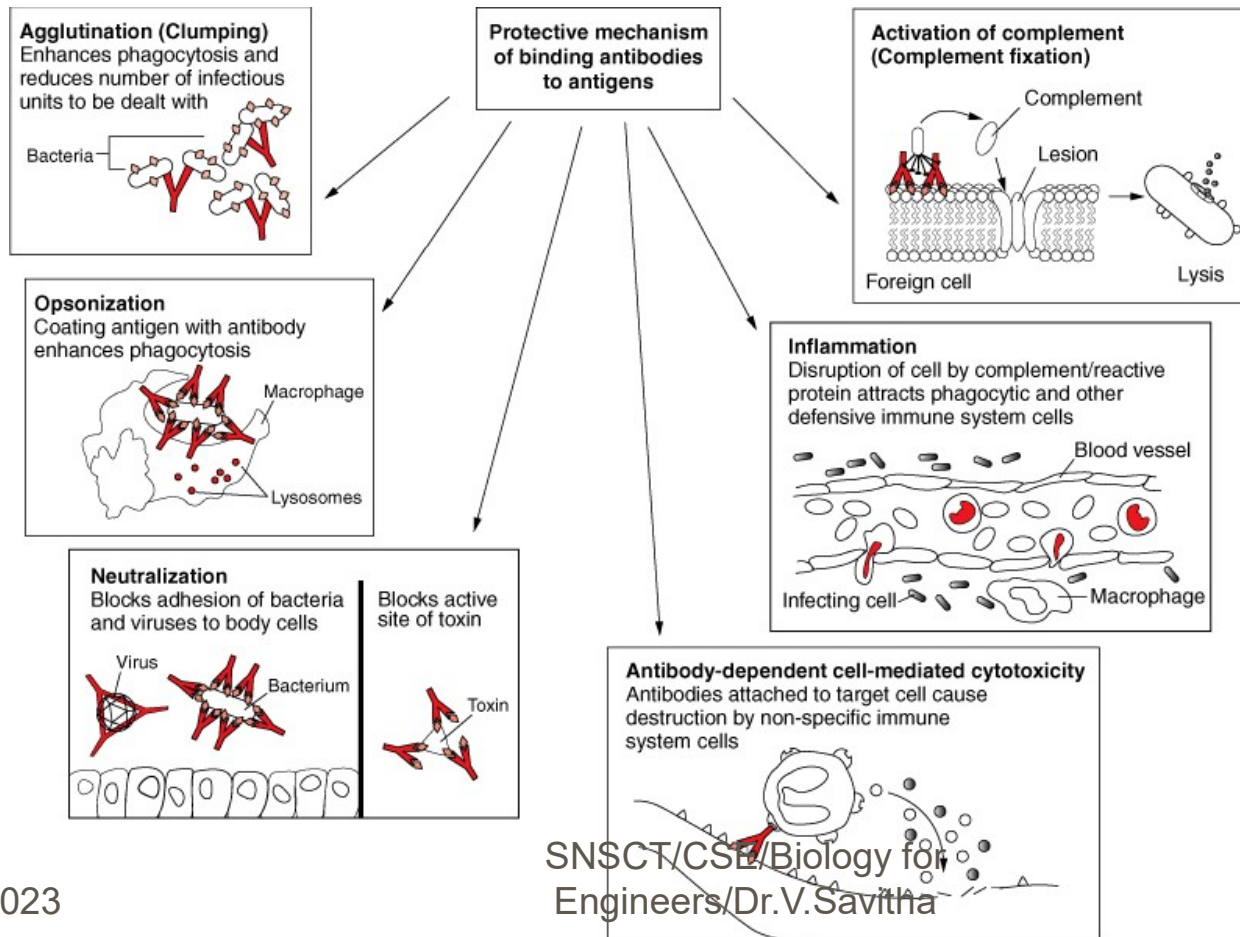 Protective mechanism
of binding antibodies
to antigens
Agglutination (Clumping)
Enhances phagocytosis and
reduces number of infectious
units to be dealt with
Bacteria
Opsonization
Coating antigen with antibody
enhances phagocytosis
Macrophage
Lysosomes
Neutralization
Blocks adhesion of bacteria
and viruses to body cells
Virus
Bacterium
Blocks active
site of toxin
Toxin
Activation of complement
(Complement fixation)
Complement
Lesion
Foreign cell
Lysis
Inflammation
Disruption of cell by complement/reactive
protein attracts phagocytic and other
defensive immune system cells
Blood vessel
Infecting cell
Macrophage
Antibody-dependent cell-mediated cytotoxicity
Antibodies attached to target cell cause
destruction by non-specific immune
system cells
SNSCT/CSE/Biology for
Engineers/Dr.V.Savitha
023